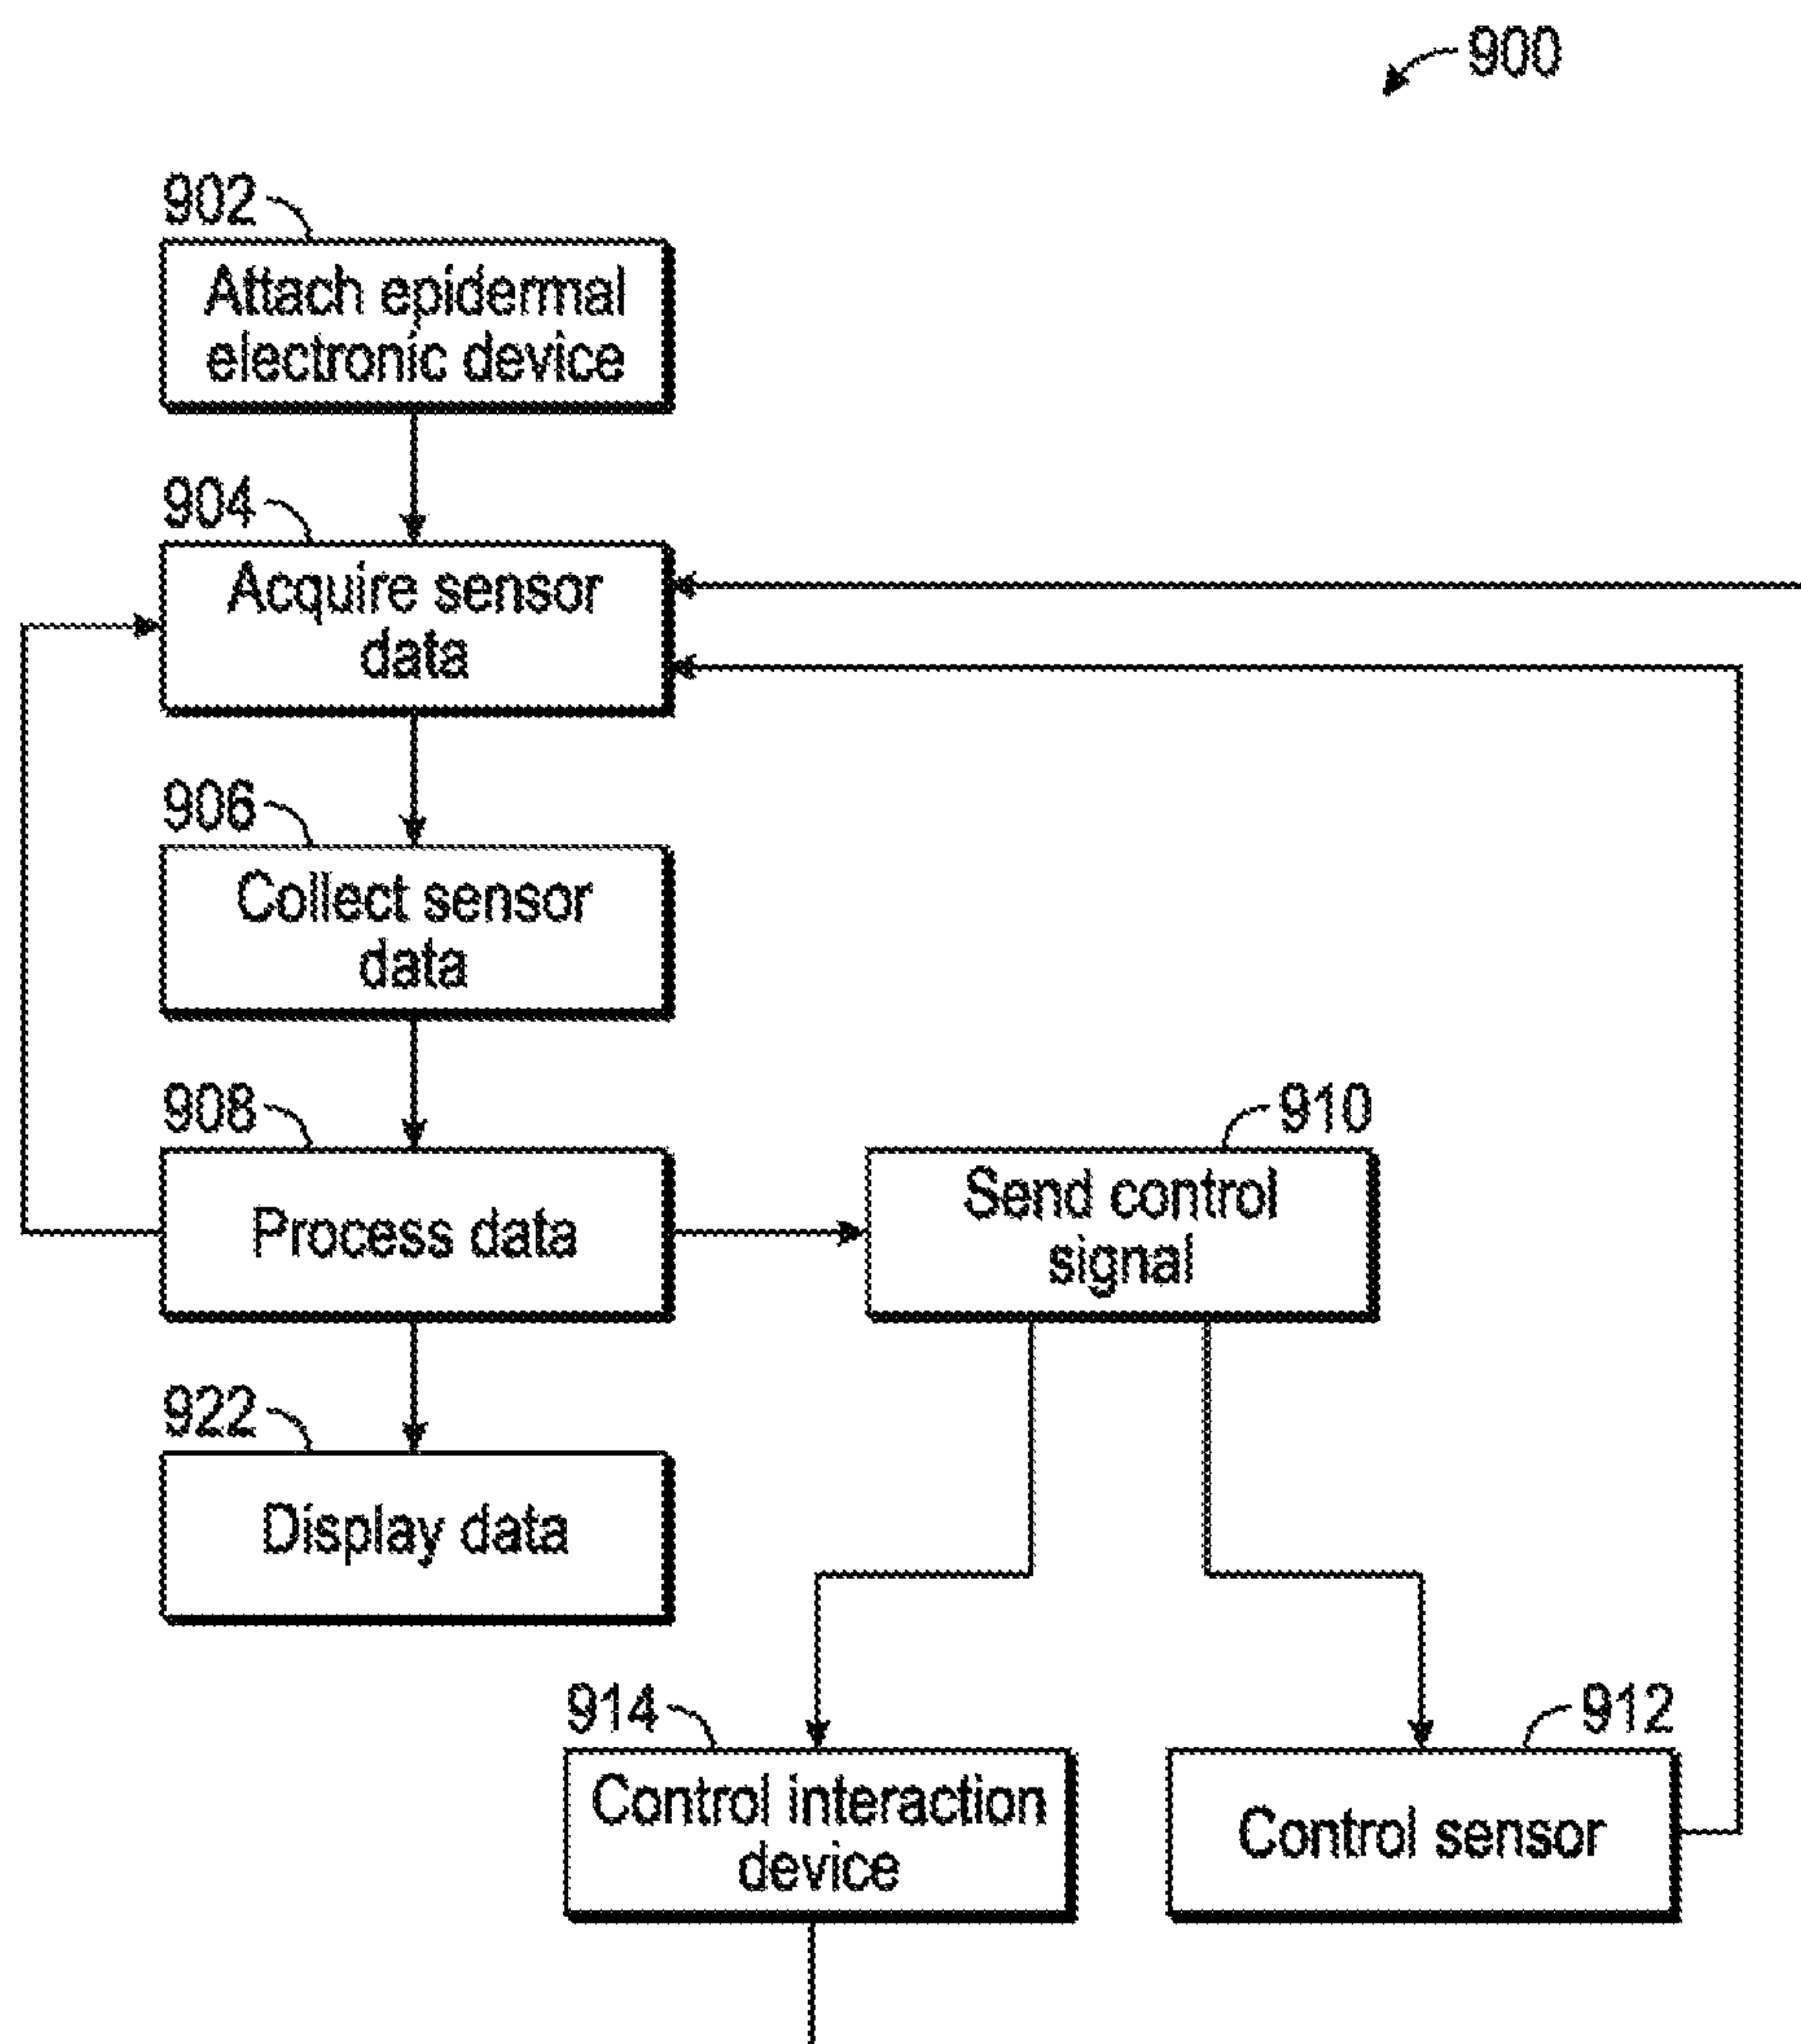 900
902
Attach epidermal
electronic device
904
Acquire sensor
data
906
Collect sensor
data
908
Process data
910
Send control
signal
922
Display data
914
Control interaction
device
912
Control sensor